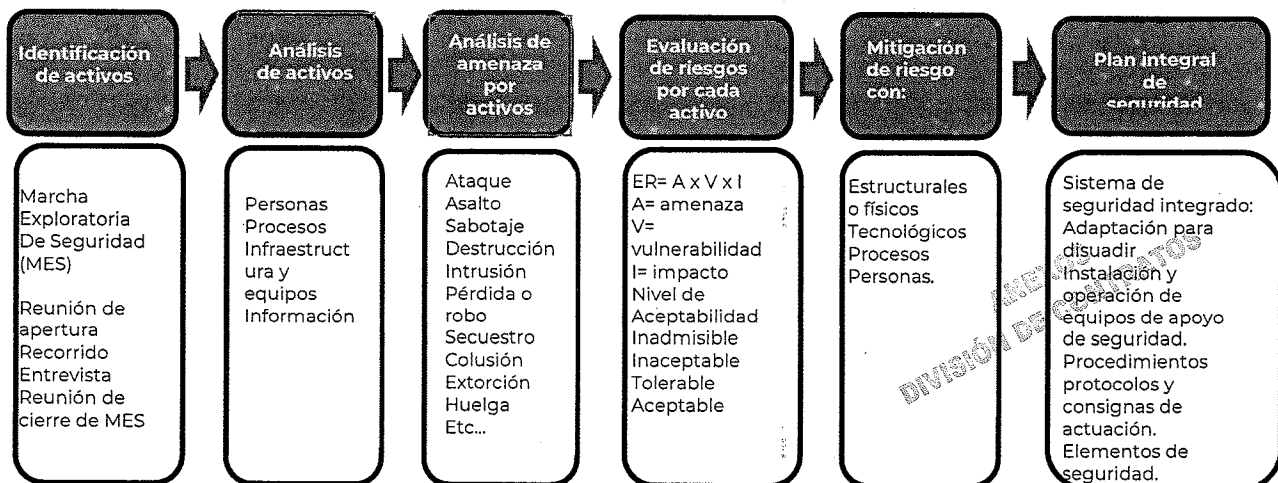 Identificación
de activos
Análisis
de activos
Análisis de
amenaza
por
activos
Evaluación
de riesgos
por cada
activo
Mitigación
de riesgo
con:
Plan integral
de
seguridad
Marcha
Exploratoria
De Seguridad
(MES)
Reunión de
apertura
Recorrido
Entrevista
Reunión de
cierre de MES
Personas
Procesos
Infraestruct
ura y
equipos
Información
Ataque
Asalto
Sabotaje
Destrucción
Intrusión
Pérdida o
robo
Secuestro
Colusión
Extorción
Huelga
Etc...
ER= A x V x I
A= amenaza
V=
vulnerabilidad
I= impacto
Nivel de
Aceptabilidad
Inadmisible
Inaceptable
Tolerable
Aceptable
Estructurales
o físicos
Tecnológicos
Procesos
Personas.
Sistema de
seguridad integrado:
Adaptación para
disuadir
Instalación y
operación de
equipos de apoyo
de seguridad.
Procedimientos
protocolos y
consignas de
actuación.
Elementos de
seguridad.
ANEXOS
DIVISIÓN DE CONTRATOS